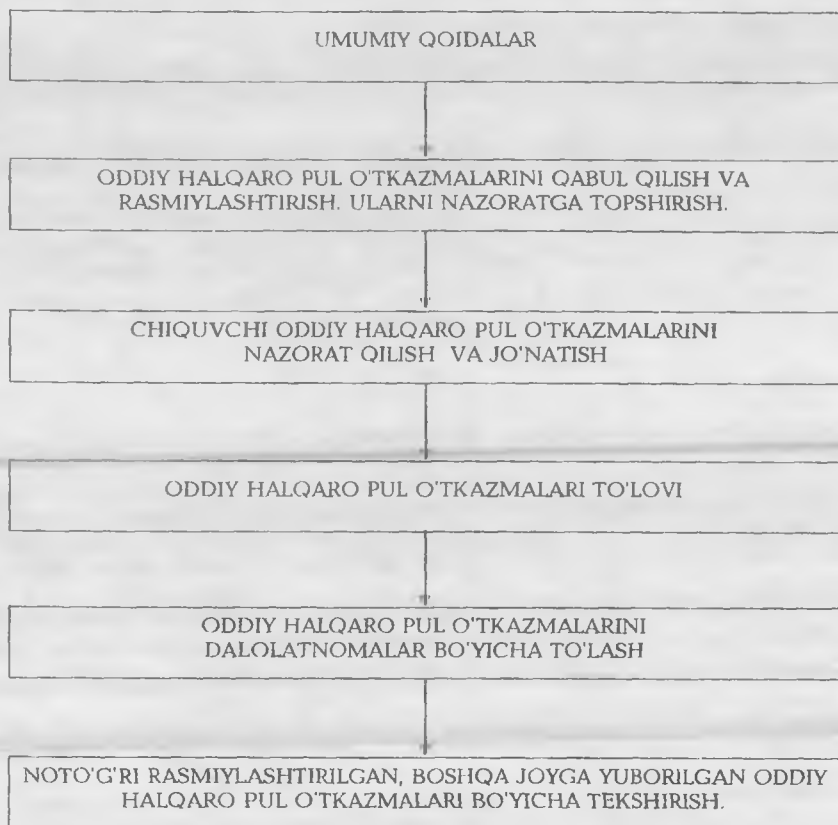 UMUMIY QOIDALAR
ODDIY HALQARO PUL O'TKAZMALARINI QABUL QILISH VA
RASMIYLASHTIRISH. ULARNI NAZORATGA TOPSHIRISH.
CHIQUVCHI ODDIY HALQARO PUL O'TKAZMALARINI
NAZORAT QILISH VA JO'NATISH
ODDIY HALQARO PUL O'TKAZMALARI TO'LOVI
ODDIY HALQARO PUL O'TKAZMALARINI
DALOLATNOMALAR BO'YICHA TO'LASH
NOTO'G'RI RASMIYLASHTIRILGAN, BOSHQA JOYGA YUBORILGAN ODDIY
HALQARO PUL O'TKAZMALARI BO'YICHA TEKSHIRISH.